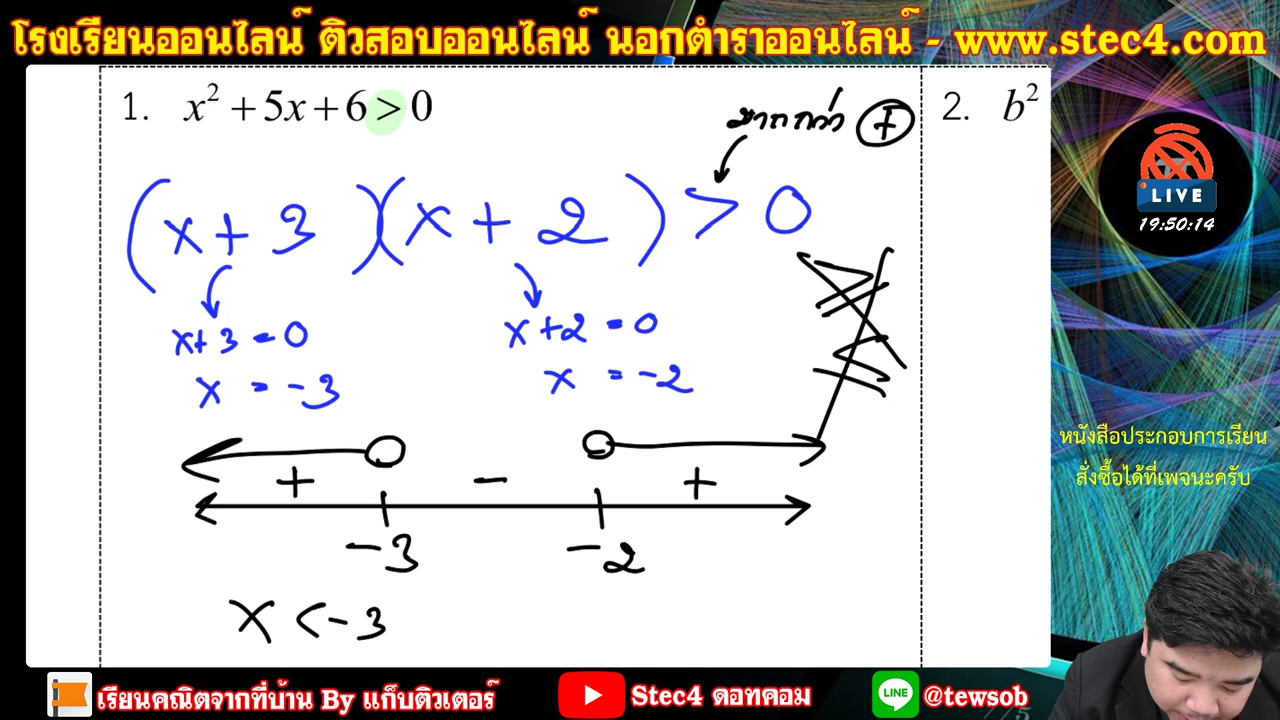 โรงเรียนออนไลน์ ติวสอบออนไลน์ นอกตำราออนไลน์ - www.stec4.com
1. x² + 5x + 6 > 0
มากกว่า +
2. b²
(x + 3)(x + 2) > 0
LIVE
19:50:14
x+3 = 0
x+2 = 0
x = -3
x = -2
หนังสือประกอบการเรียน
สั่งซื้อได้ที่เพจนะครับ
+ - +
-3 -2
x < -3
เรียนคณิตจากที่บ้าน By แก็บติวเตอร์
Stec4 ดอทคอม
LINE @tewsob